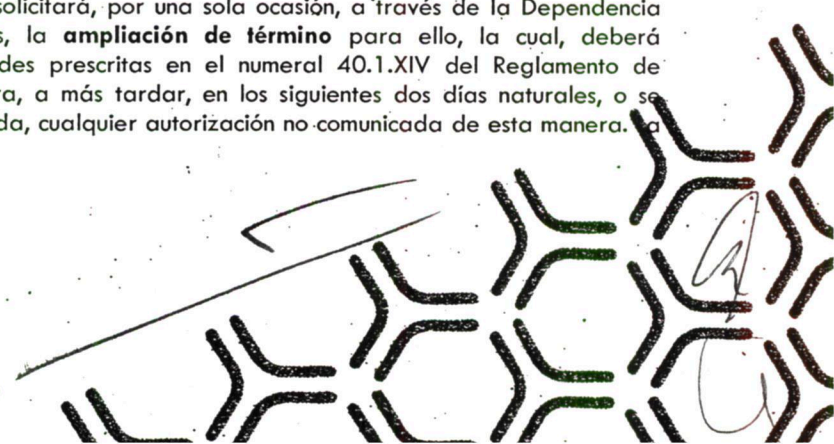 solicitará, por una sola ocasión, a través de la Dependencia
s, la ampliación de término para ello, la cual, deberá
des prescritas en el numeral 40.1.XIV del Reglamento de
ra, a más tardar, en los siguientes dos días naturales, o se
da, cualquier autorización no comunicada de esta manera.